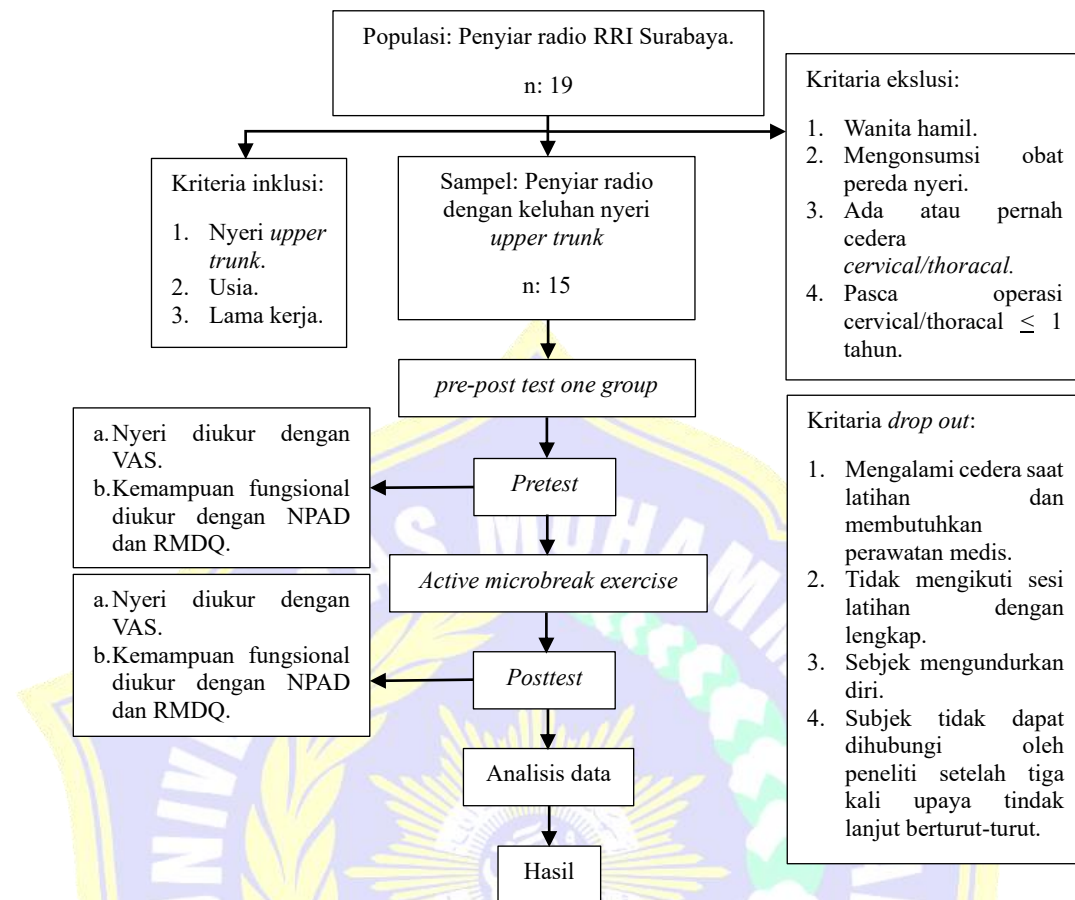 Populasi: Penyiar radio RRI Surabaya.
n: 19
Kriteria inklusi:
1. Nyeri upper
trunk.
2. Usia.
3. Lama kerja.
Sampel: Penyiar radio
dengan keluhan nyeri
upper trunk
n: 15
Kritaria ekslusi:
1. Wanita hamil.
2. Mengonsumsi obat
pereda nyeri.
3. Ada atau pernah
cedera
cervical/thoracal.
4. Pasca operasi
cervical/thoracal ≤ 1
tahun.
pre-post test one group
a. Nyeri diukur dengan
VAS.
b. Kemampuan fungsional
diukur dengan NPAD
dan RMDQ.
Pretest
Active microbreak exercise
a. Nyeri diukur dengan
VAS.
b. Kemampuan fungsional
diukur dengan NPAD
dan RMDQ.
Posttest
Analisis data
Hasil
Kritaria drop out:
1. Mengalami cedera saat
latihan dan
membutuhkan
perawatan medis.
2. Tidak mengikuti sesi
latihan dengan
lengkap.
3. Sebjek mengundurkan
diri.
4. Subjek tidak dapat
dihubungi oleh
peneliti setelah tiga
kali upaya tindak
lanjut berturut-turut.